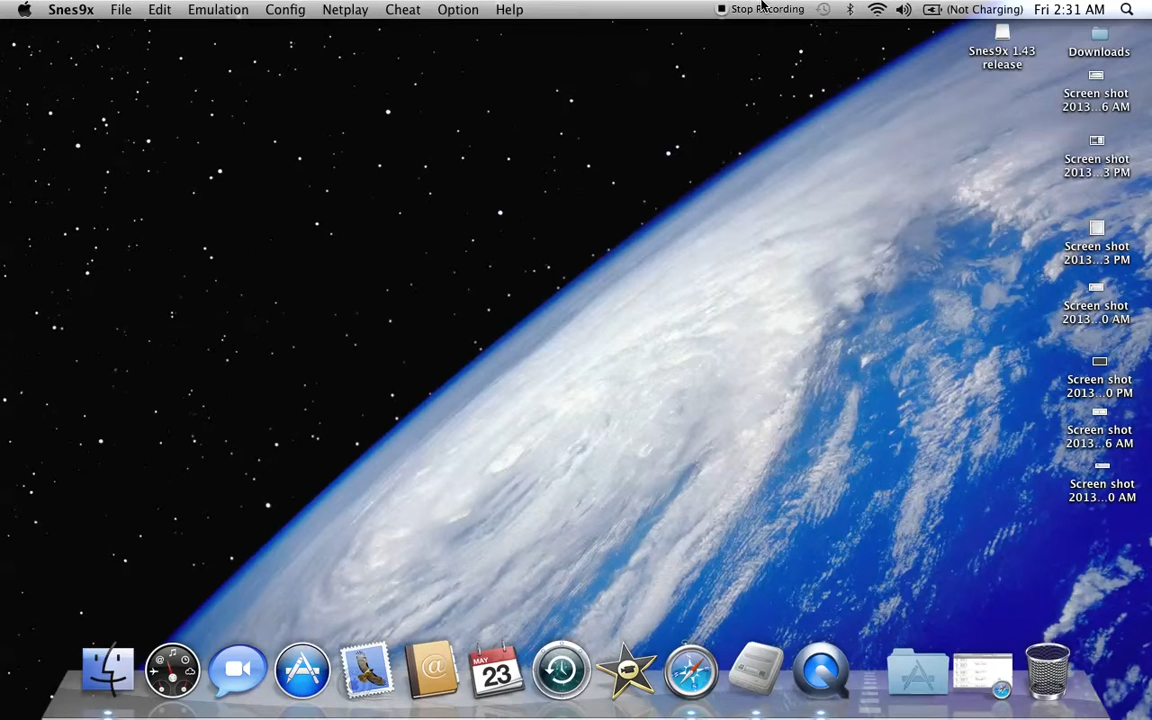 Snes9x File Edit Emulation Config Netplay Cheat Option Help Stop Recording (Not Charging) Fri 2:31 AM
Snes9x 1.43
release
Downloads
Screen shot
2013...6 AM
Screen shot
2013...3 PM
Screen shot
2013...3 PM
Screen shot
2013...0 AM
Screen shot
2013...0 PM
Screen shot
2013...6 AM
Screen shot
2013...0 AM
MAY
23